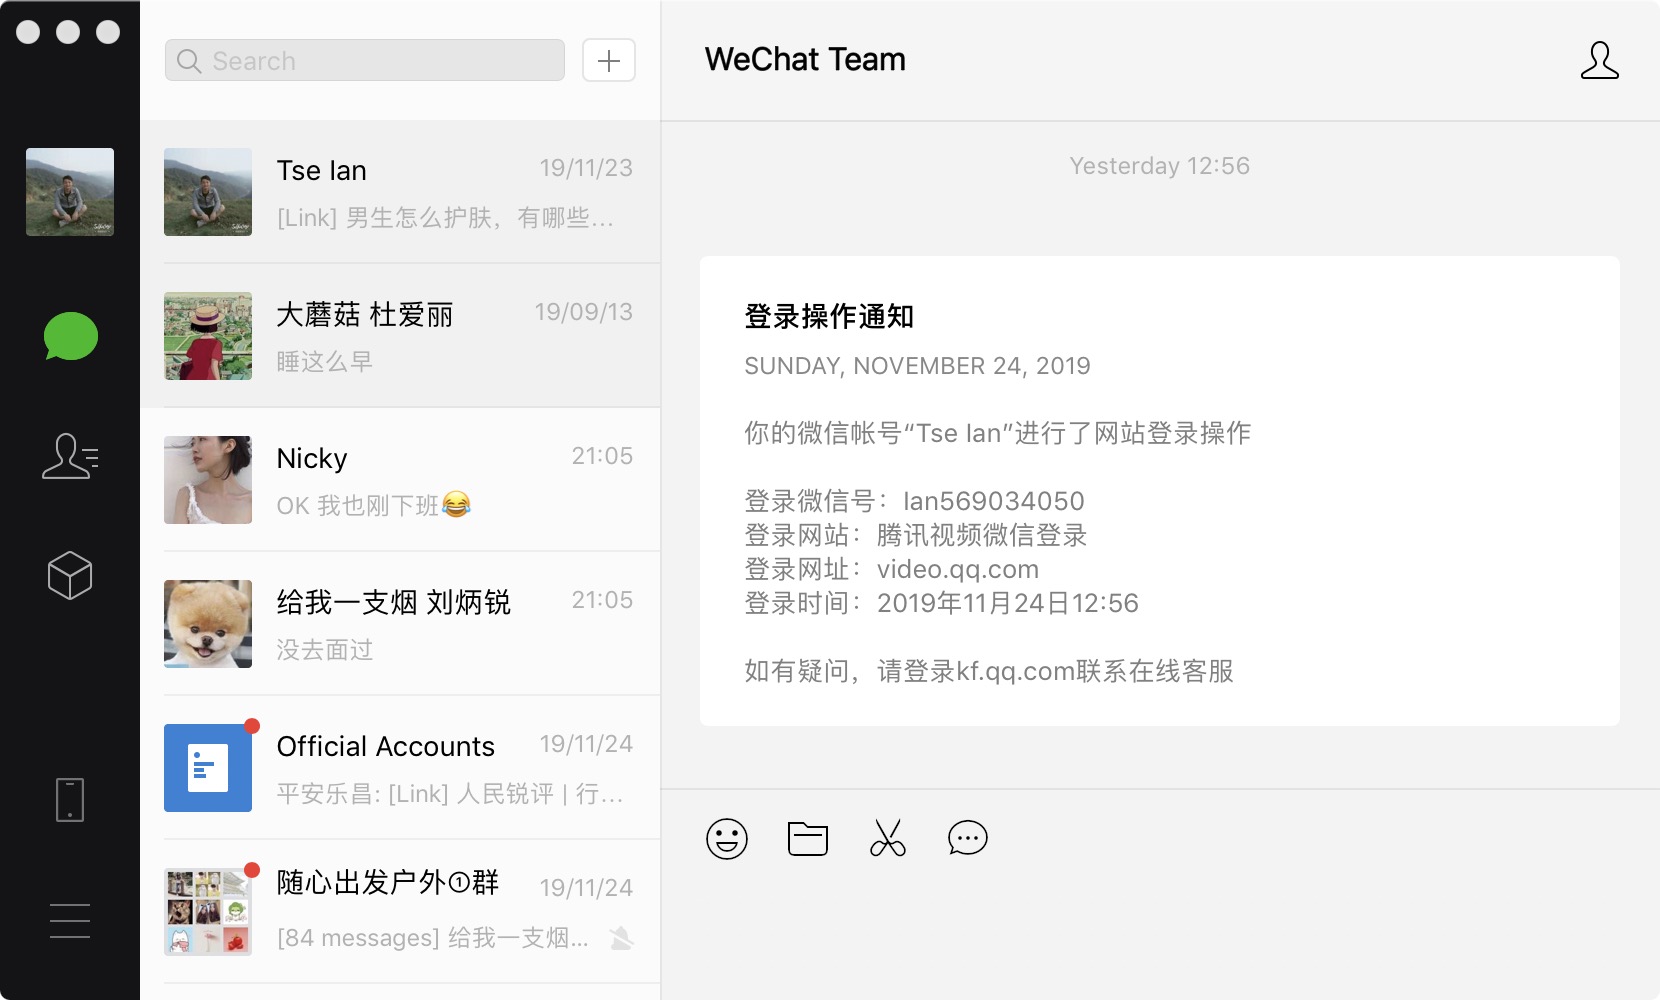 Search
Tse Ian
19/11/23
[Link] 男生怎么护肤，有哪些...
大蘑菇 杜爱丽
19/09/13
睡这么早
Nicky
21:05
OK 我也刚下班😂
给我一支烟 刘炳锐
21:05
没去面过
Official Accounts
19/11/24
平安乐昌: [Link] 人民锐评 | 行...
随心出发户外①群
19/11/24
[84 messages] 给我一支烟...
WeChat Team
Yesterday 12:56
登录操作通知
SUNDAY, NOVEMBER 24, 2019
你的微信帐号“Tse Ian”进行了网站登录操作
登录微信号：Ian569034050
登录网站：腾讯视频微信登录
登录网址：video.qq.com
登录时间：2019年11月24日12:56
如有疑问，请登录kf.qq.com联系在线客服